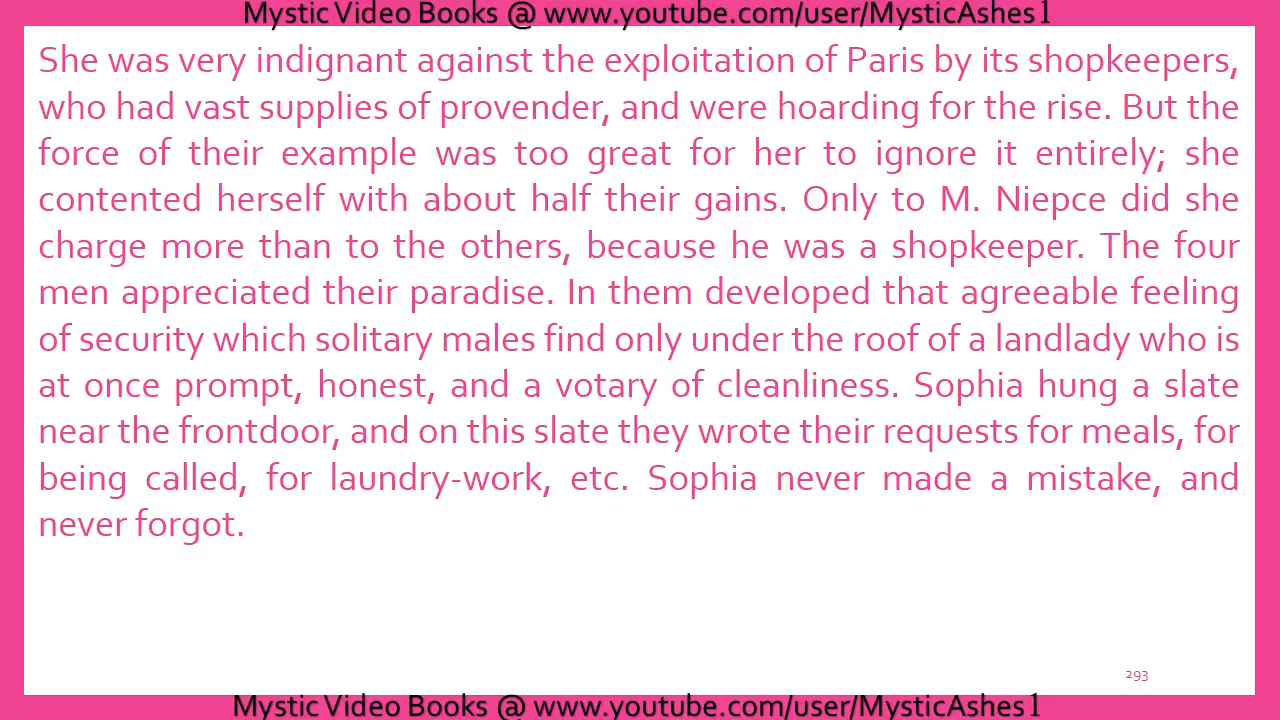 Mystic Video Books @ www.youtube.com/user/MysticAshes1
She was very indignant against the exploitation of Paris by its shopkeepers,
who had vast supplies of provender, and were hoarding for the rise. But the
force of their example was too great for her to ignore it entirely; she
contented herself with about half their gains. Only to M. Niepce did she
charge more than to the others, because he was a shopkeeper. The four
men appreciated their paradise. In them developed that agreeable feeling
of security which solitary males find only under the roof of a landlady who is
at once prompt, honest, and a votary of cleanliness. Sophia hung a slate
near the frontdoor, and on this slate they wrote their requests for meals, for
being called, for laundry-work, etc. Sophia never made a mistake, and
never forgot.
293
Mystic Video Books @ www.youtube.com/user/MysticAshes1